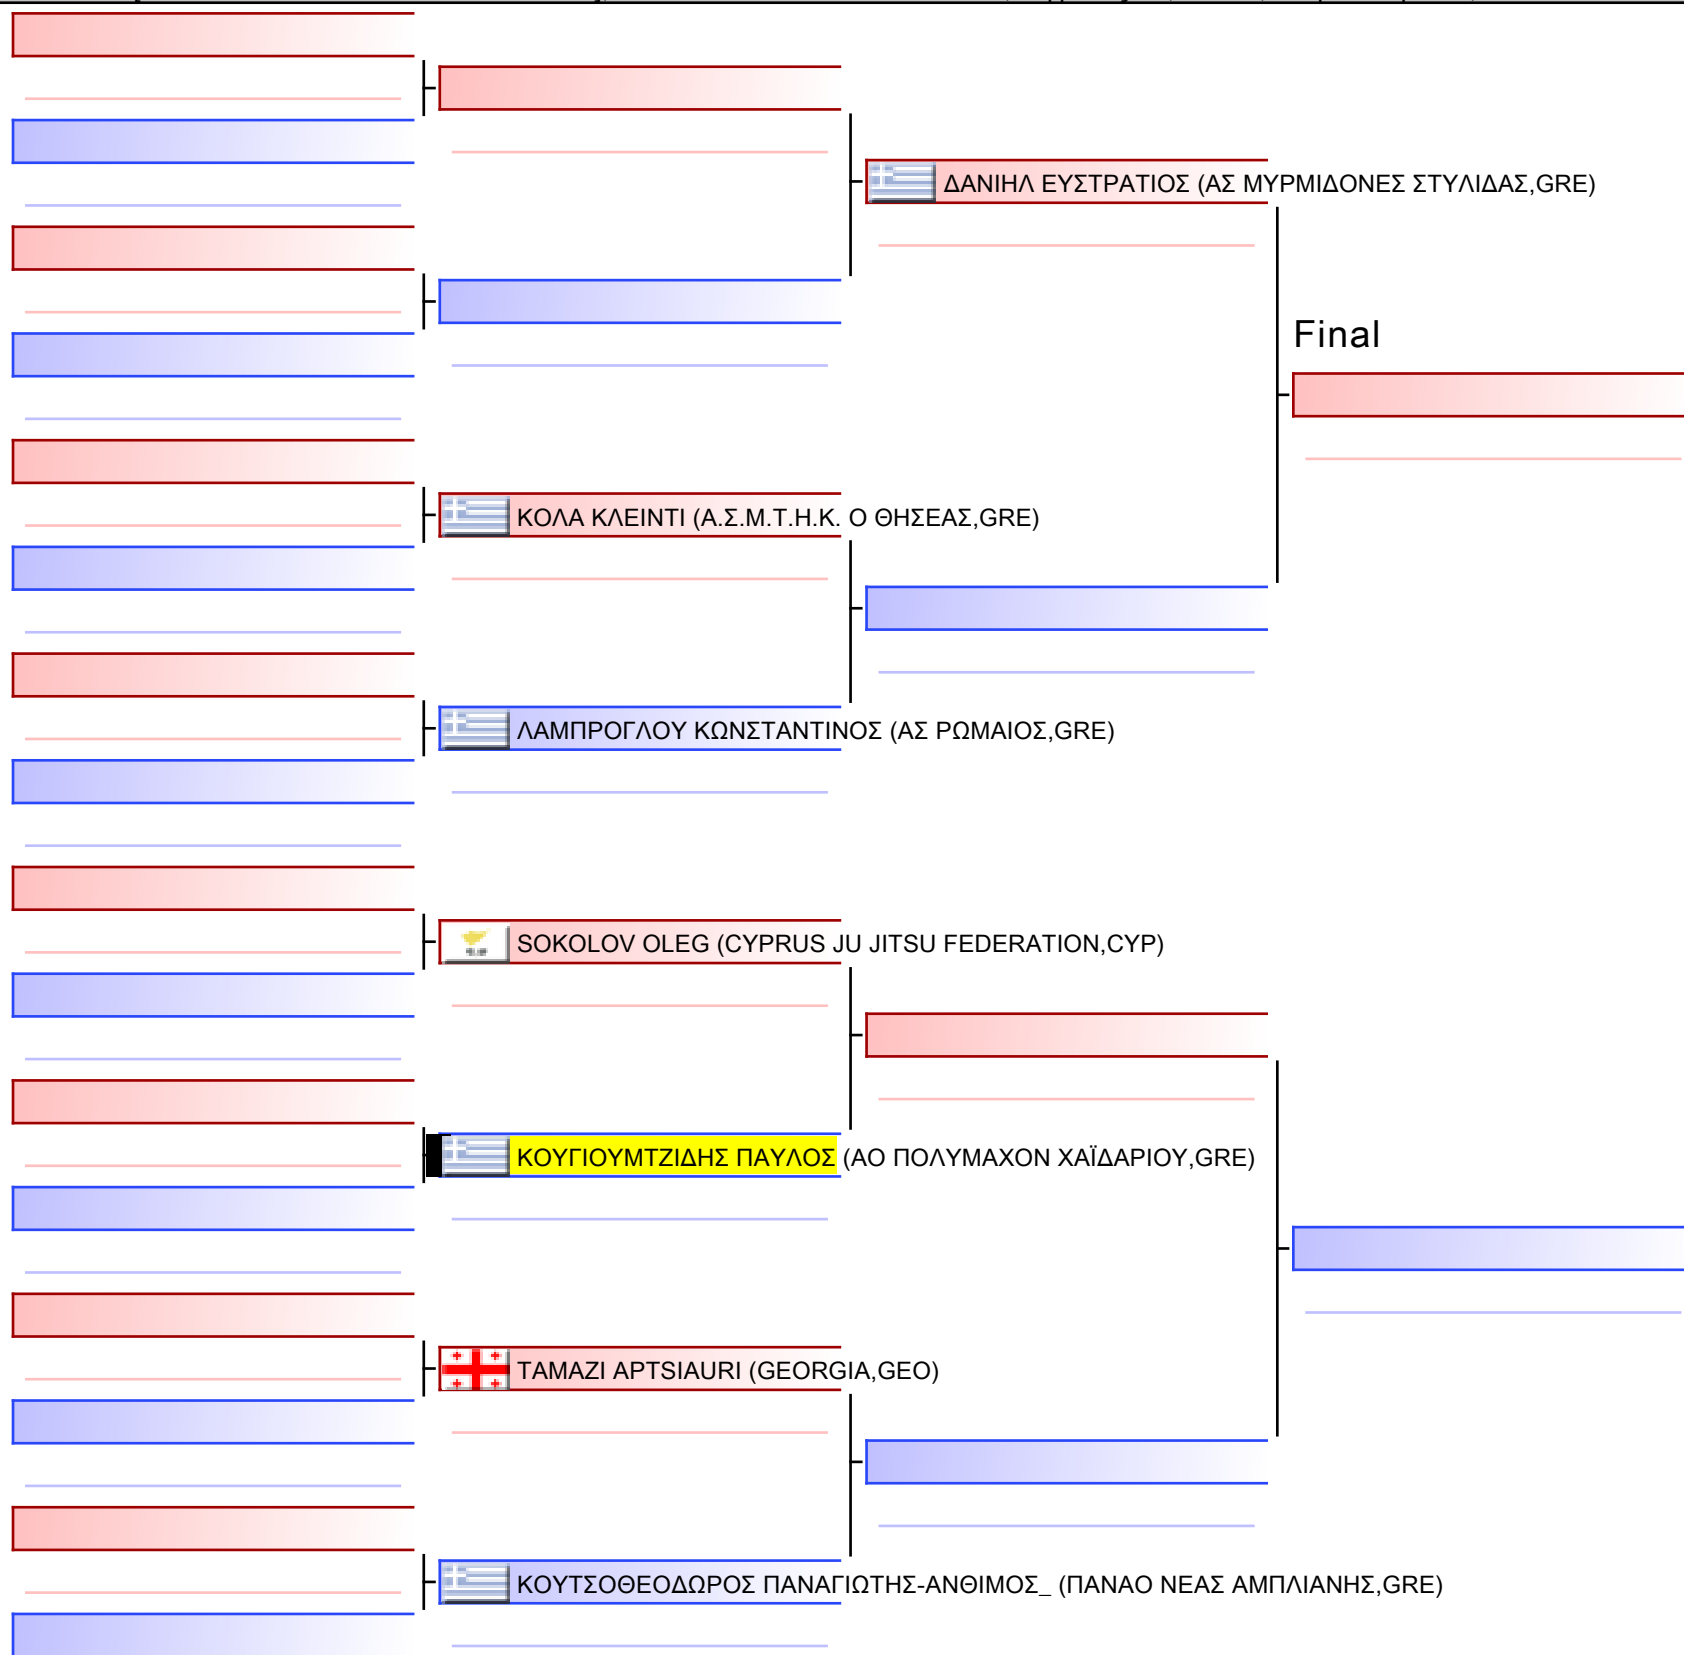 ΔΑΝΙΗΛ ΕΥΣΤΡΑΤΙΟΣ (ΑΣ ΜΥΡΜΙΔΟΝΕΣ ΣΤΥΛΙΔΑΣ,GRE)
Final
ΚΟΛΑ ΚΛΕΙΝΤΙ (Α.Σ.Μ.Τ.Η.Κ. Ο ΘΗΣΕΑΣ,GRE)
ΛΑΜΠΡΟΓΛΟΥ ΚΩΝΣΤΑΝΤΙΝΟΣ (ΑΣ ΡΩΜΑΙΟΣ,GRE)
SOKOLOV OLEG (CYPRUS JU JITSU FEDERATION,CYP)
ΚΟΥΓΙΟΥΜΤΖΙΔΗΣ ΠΑΥΛΟΣ (ΑΟ ΠΟΛΥΜΑΧΟΝ ΧΑΪΔΑΡΙΟΥ,GRE)
TAMAZI APTSIAURI (GEORGIA,GEO)
ΚΟΥΤΣΟΘΕΟΔΩΡΟΣ ΠΑΝΑΓΙΩΤΗΣ-ΑΝΘΙΜΟΣ_ (ΠΑΝΑΟ ΝΕΑΣ ΑΜΠΛΙΑΝΗΣ,GRE)